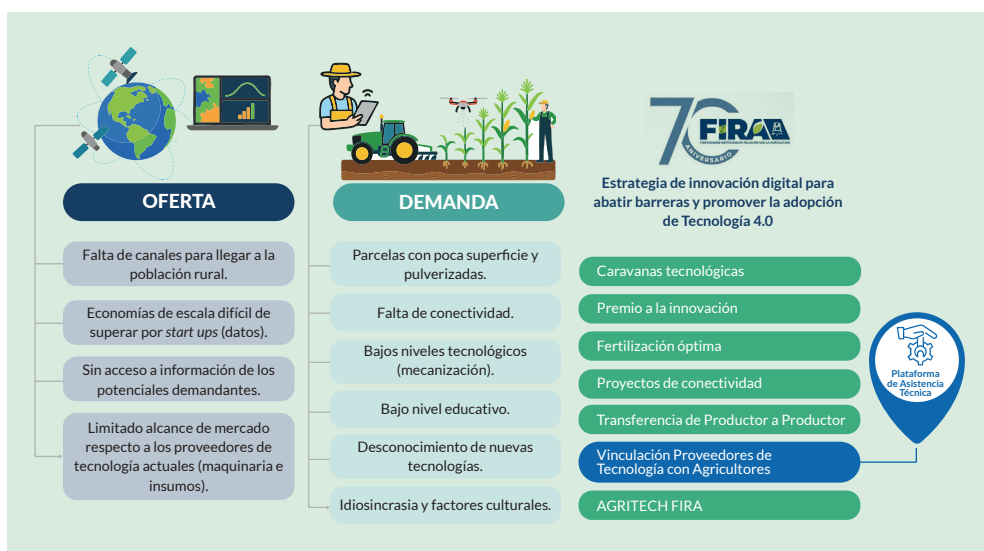 OFERTA
Falta de canales para llegar a la
población rural.
Economías de escala difícil de
superar por start ups (datos).
Sin acceso a información de los
potenciales demandantes.
Limitado alcance de mercado
respecto a los proveedores de
tecnología actuales (maquinaria e
insumos).
DEMANDA
Parcelas con poca superficie y
pulverizadas.
Falta de conectividad.
Bajos niveles tecnológicos
(mecanización).
Bajo nivel educativo.
Desconocimiento de nuevas
tecnologías.
Idiosincrasia y factores culturales.
70 FIRA
ANIVERSARIO
Estrategia de innovación digital para
abatir barreras y promover la adopción
de Tecnología 4.0
Caravanas tecnológicas
Premio a la innovación
Fertilización óptima
Proyectos de conectividad
Transferencia de Productor a Productor
Vinculación Proveedores de
Tecnología con Agricultores
AGRITECH FIRA
Plataforma
de Asistencia
Técnica